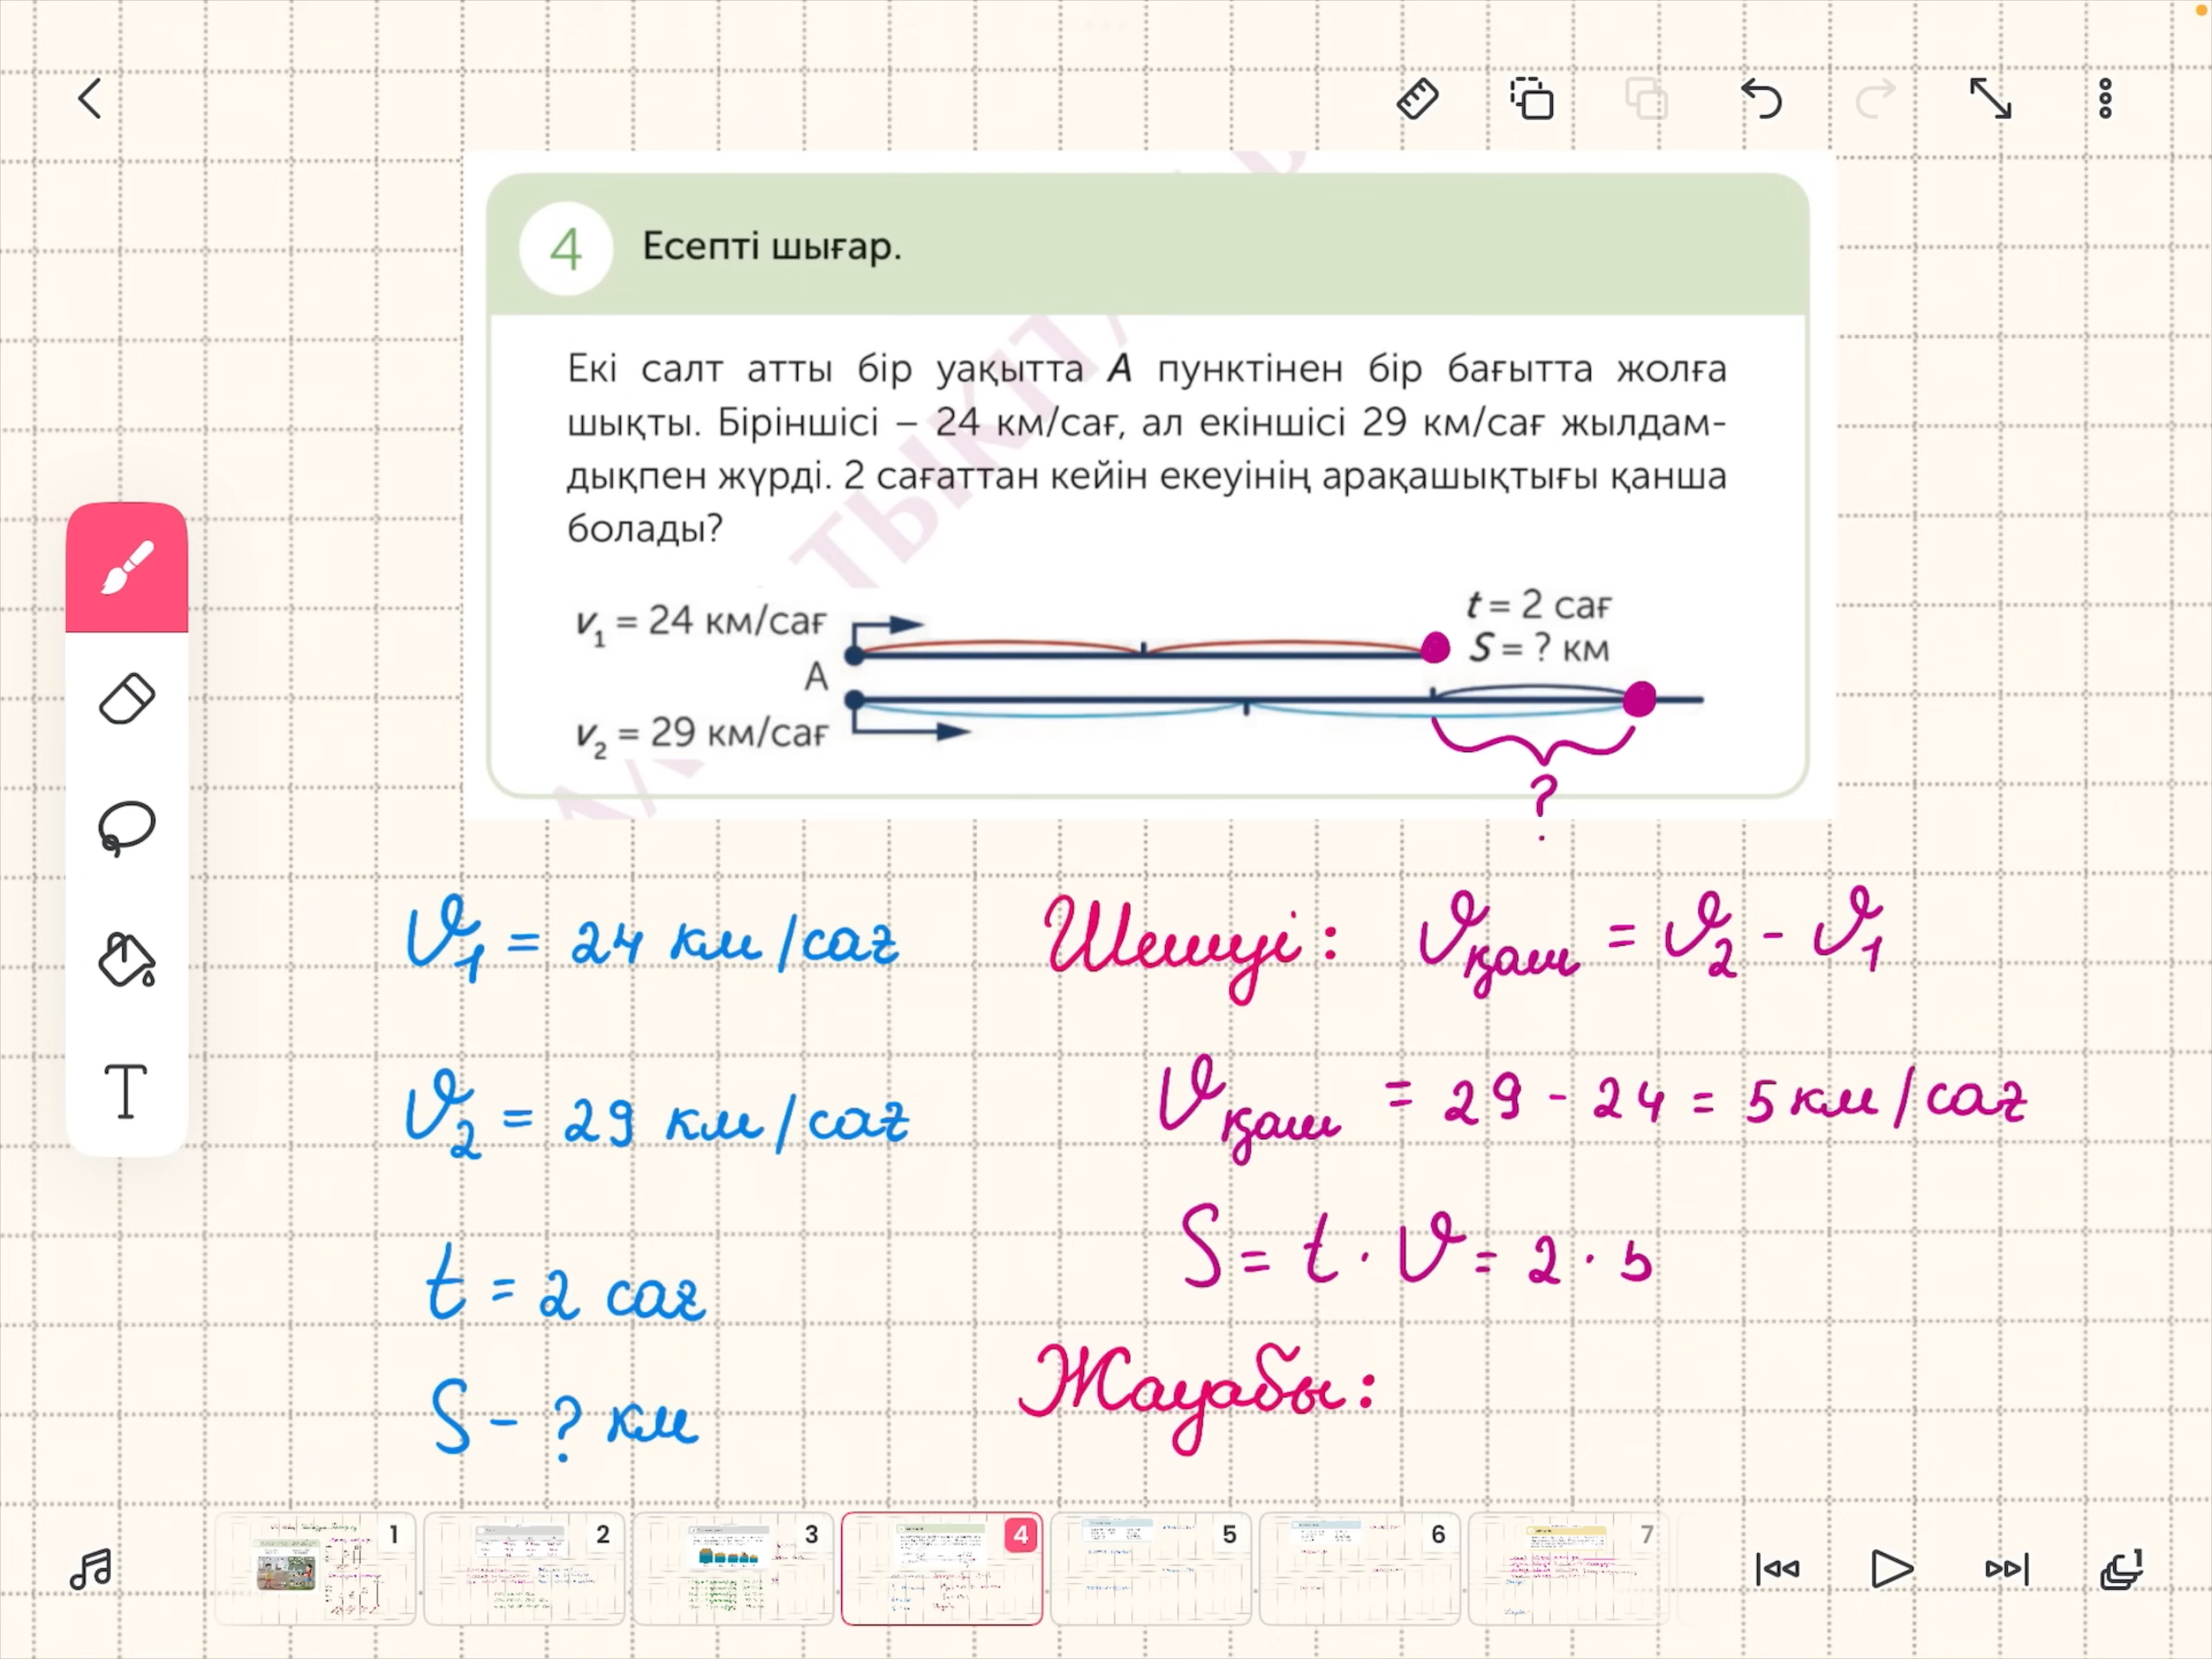 4 Есепті шығар.
Екі салт атты бір уақытта A пунктінен бір бағытта жолға
шықты. Біріншісі – 24 км/сағ, ал екіншісі 29 км/сағ жылдам-
дықпен жүрді. 2 сағаттан кейін екеуінің арақашықтығы қанша
болады?
v₁ = 24 км/сағ
t = 2 сағ
S = ? км
A
v₂ = 29 км/сағ
?
V₁ = 24 км/сағ
Шешуі: Vқаш = V₂ - V₁
V₂ = 29 км/сағ
Vқаш = 29 - 24 = 5 км/сағ
t = 2 сағ
S = t · V = 2 · 5
S - ? км
Жауабы:
1 2 3 4 5 6 7
T